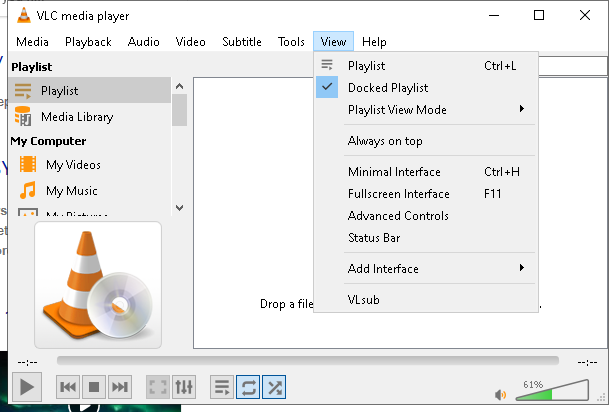 VLC media player
Media Playback Audio Video Subtitle Tools View Help
Playlist
Playlist
Media Library
My Computer
My Videos
My Music
My Pictures
Playlist Ctrl+L
Docked Playlist
Playlist View Mode
Always on top
Minimal Interface Ctrl+H
Fullscreen Interface F11
Advanced Controls
Status Bar
Add Interface
VLsub
Drop a file
--:-- --:--
61%